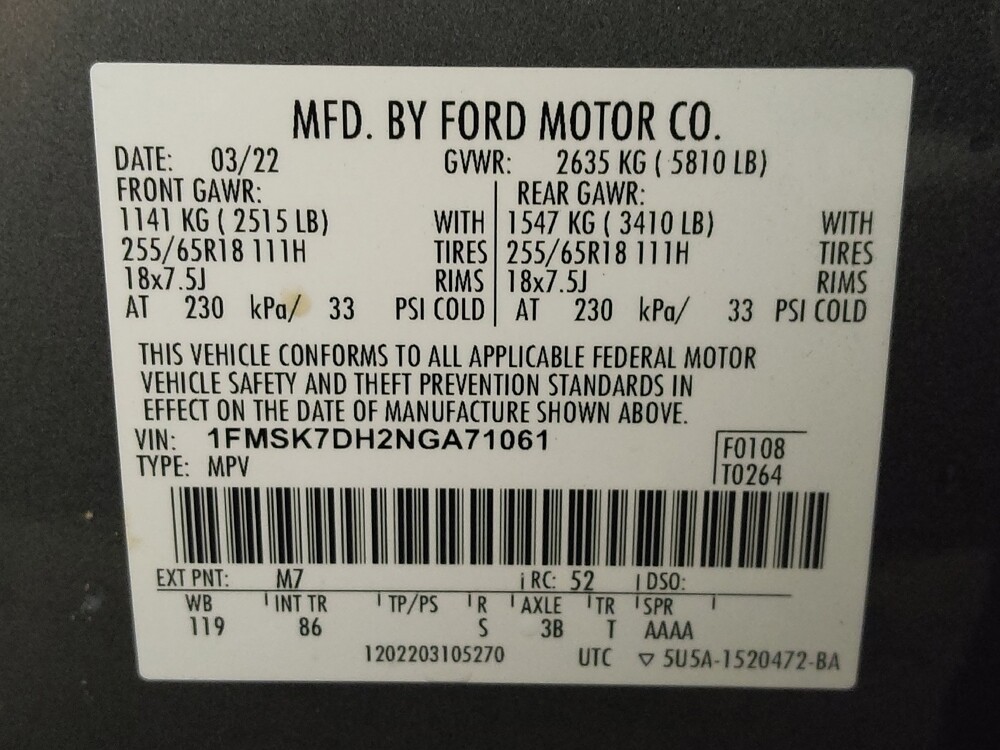 MFD. BY FORD MOTOR CO.
DATE: 03/22 GVWR: 2635 KG ( 5810 LB)
FRONT GAWR: REAR GAWR:
1141 KG ( 2515 LB) WITH 1547 KG ( 3410 LB) WITH
255/65R18 111H TIRES 255/65R18 111H TIRES
18x7.5J RIMS 18x7.5J RIMS
AT 230 kPa/ 33 PSI COLD AT 230 kPa/ 33 PSI COLD
THIS VEHICLE CONFORMS TO ALL APPLICABLE FEDERAL MOTOR
VEHICLE SAFETY AND THEFT PREVENTION STANDARDS IN
EFFECT ON THE DATE OF MANUFACTURE SHOWN ABOVE.
VIN: 1FMSK7DH2NGA71061 F0108
TYPE: MPV T0264
EXT PNT: M7 RC: 52 DSO:
WB INT TR TP/PS R AXLE TR SPR
119 86 S 3B T AAAA
1202203105270 UTC ▽ 5U5A-1520472-BA